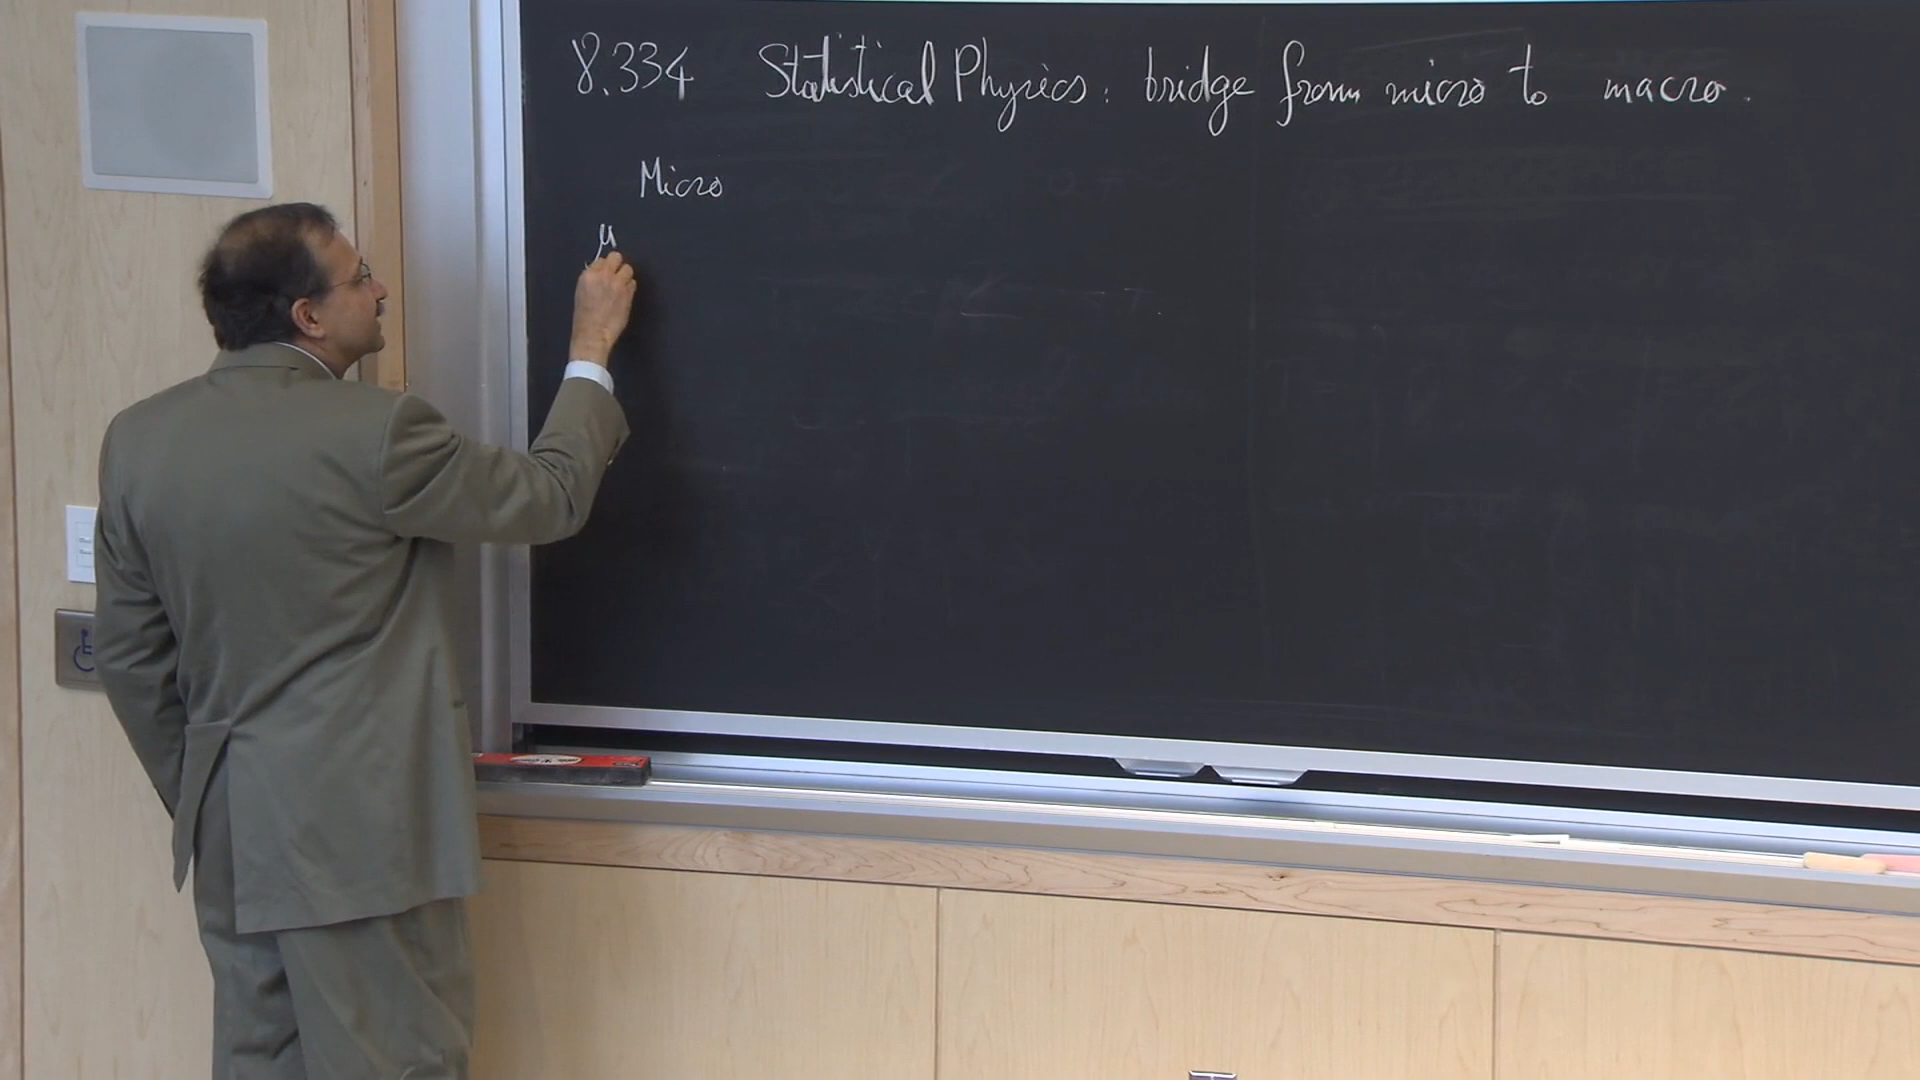 8.334 Statistical Physics: bridge from micro to macro.
Micro
μ